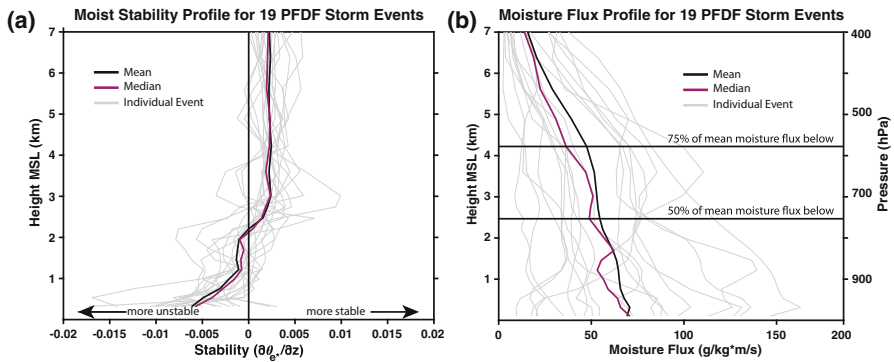 (a) Moist Stability Profile for 19 PFDF Storm Events
Height MSL (km)
7
6
5
4
3
2
1
Mean
Median
Individual Event
more unstable
more stable
-0.02
-0.015
-0.01
-0.005
0
0.005
0.01
0.015
0.02
Stability (∂θe*/∂z)
(b) Moisture Flux Profile for 19 PFDF Storm Events
Height MSL (km)
7
6
5
4
3
2
1
Mean
Median
Individual Event
75% of mean moisture flux below
50% of mean moisture flux below
400
500
700
800
900
Pressure (hPa)
0
50
100
150
200
Moisture Flux (g/kg*m/s)